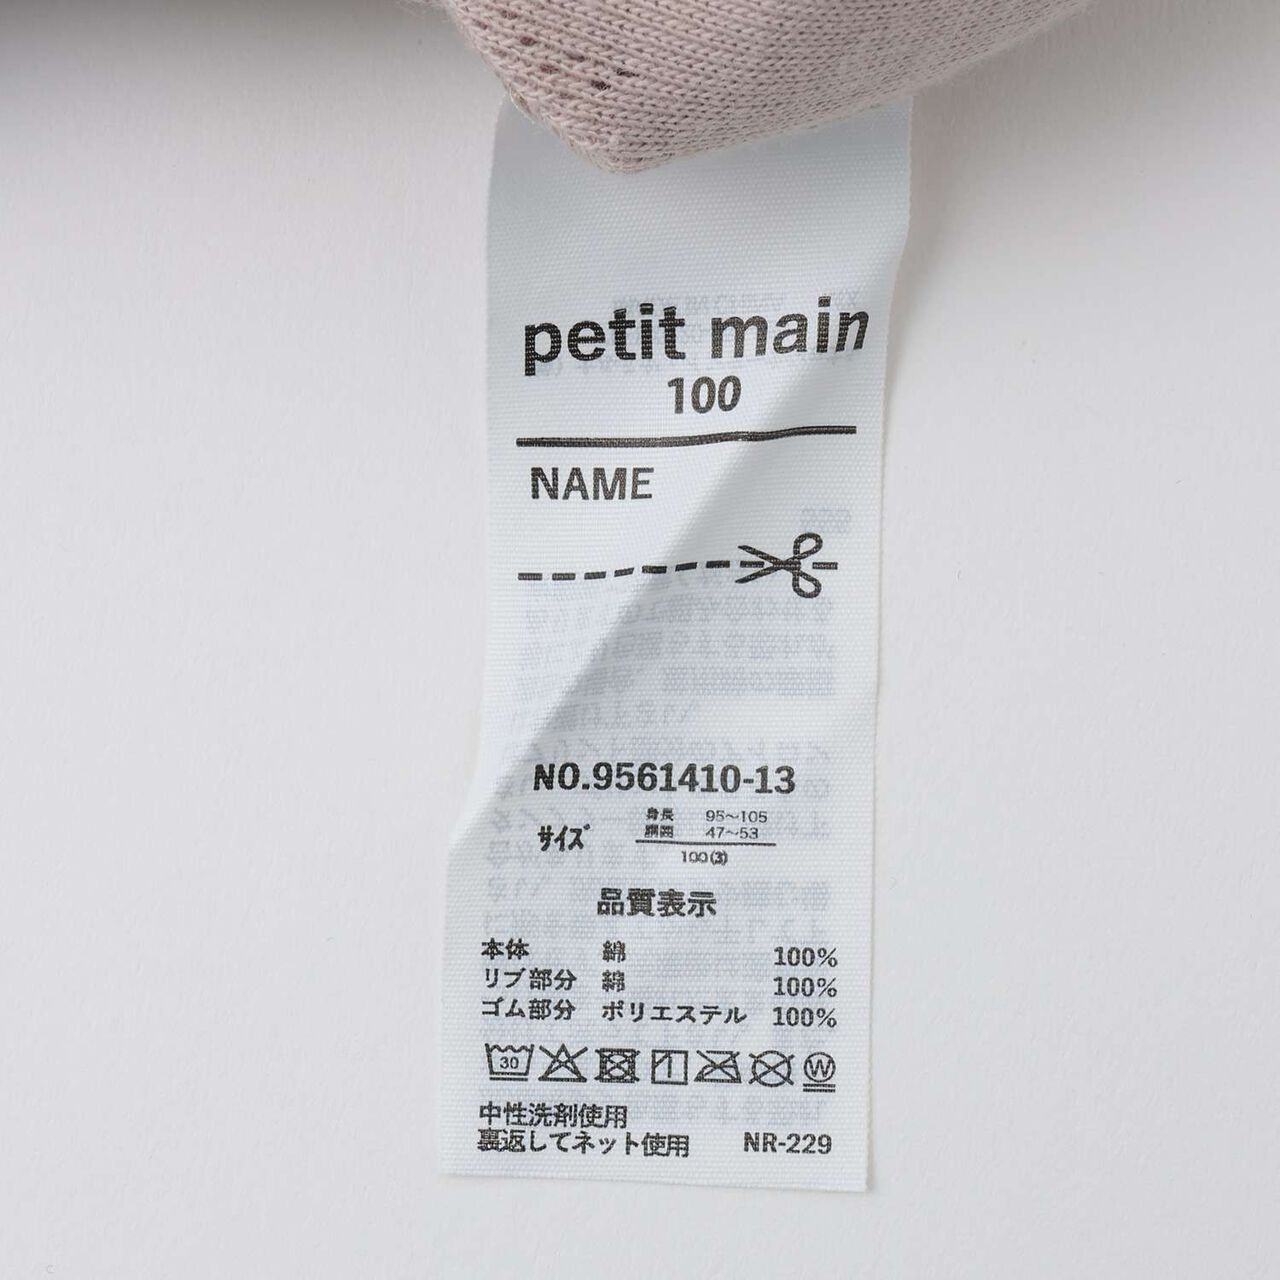 petit main
100
NAME
NO.9561410-13
サイズ
身長 95～105
胴囲 47～53
100(3)
品質表示
本体 綿 100%
リブ部分 綿 100%
ゴム部分 ポリエステル 100%
30
W
中性洗剤使用
裏返してネット使用 NR-229